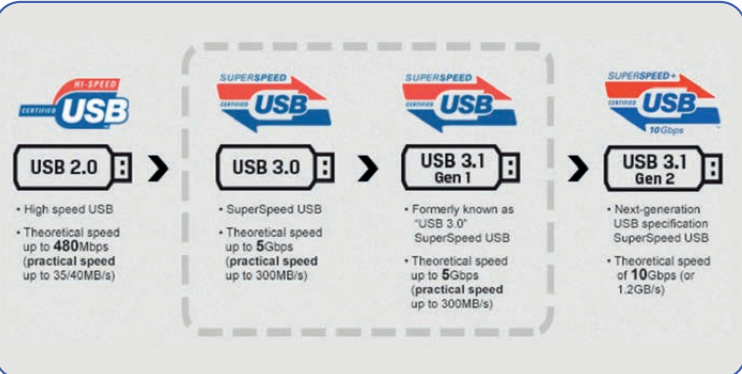 HI-SPEED
CERTIFIED USB
USB 2.0
• High speed USB
• Theoretical speed
up to 480Mbps
(practical speed
up to 35/40MB/s)
SUPERSPEED
CERTIFIED USB
USB 3.0
• SuperSpeed USB
• Theoretical speed
up to 5Gbps
(practical speed
up to 300MB/s)
SUPERSPEED
CERTIFIED USB
USB 3.1
Gen 1
• Formerly known as
"USB 3.0"
SuperSpeed USB
• Theoretical speed
up to 5Gbps
(practical speed
up to 300MB/s)
SUPERSPEED+
CERTIFIED USB
10Gbps
USB 3.1
Gen 2
• Next-generation
USB specification
SuperSpeed USB
• Theoretical speed
of 10Gbps (or
1.2GB/s)